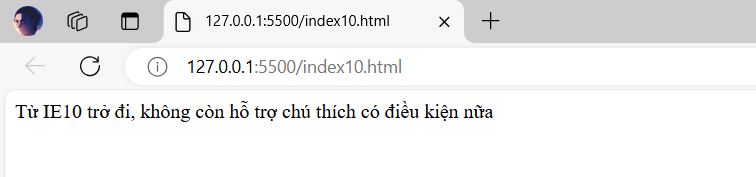 127.0.0.1:5500/index10.html
127.0.0.1:5500/index10.html
Từ IE10 trở đi, không còn hỗ trợ chú thích có điều kiện nữa